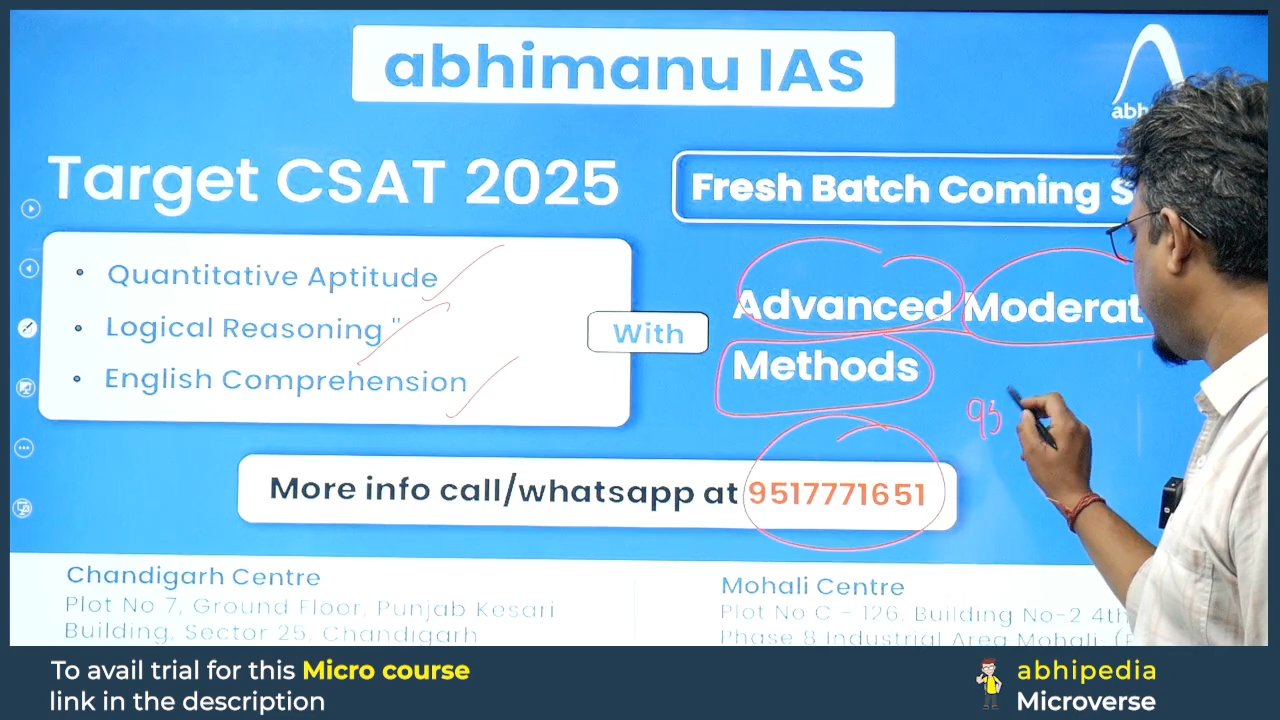 abhimanu IAS
Target CSAT 2025
Fresh Batch Coming
• Quantitative Aptitude
• Logical Reasoning "
• English Comprehension
With
Advanced
Methods
More info call/whatsapp at 9517771651
Chandigarh Centre
Plot No 7, Ground Floor, Punjab Kesari
Building, Sector 25, Chandigarh
Mohali Centre
Plot No C - 126, Building No-2 4th
Phase 8 Industrial Area Mohali,
To avail trial for this Micro course
link in the description
abhipedia
Microverse